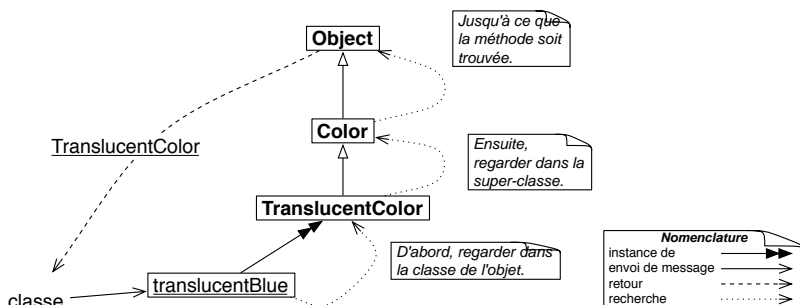 Object
Jusqu'à ce que
la méthode soit
trouvée.
Color
TranslucentColor
Ensuite,
regarder dans la
super-classe.
TranslucentColor
D'abord, regarder dans
la classe de l'objet.
Nomenclature
instance de
envoi de message
retour
recherche
translucentBlue
classe